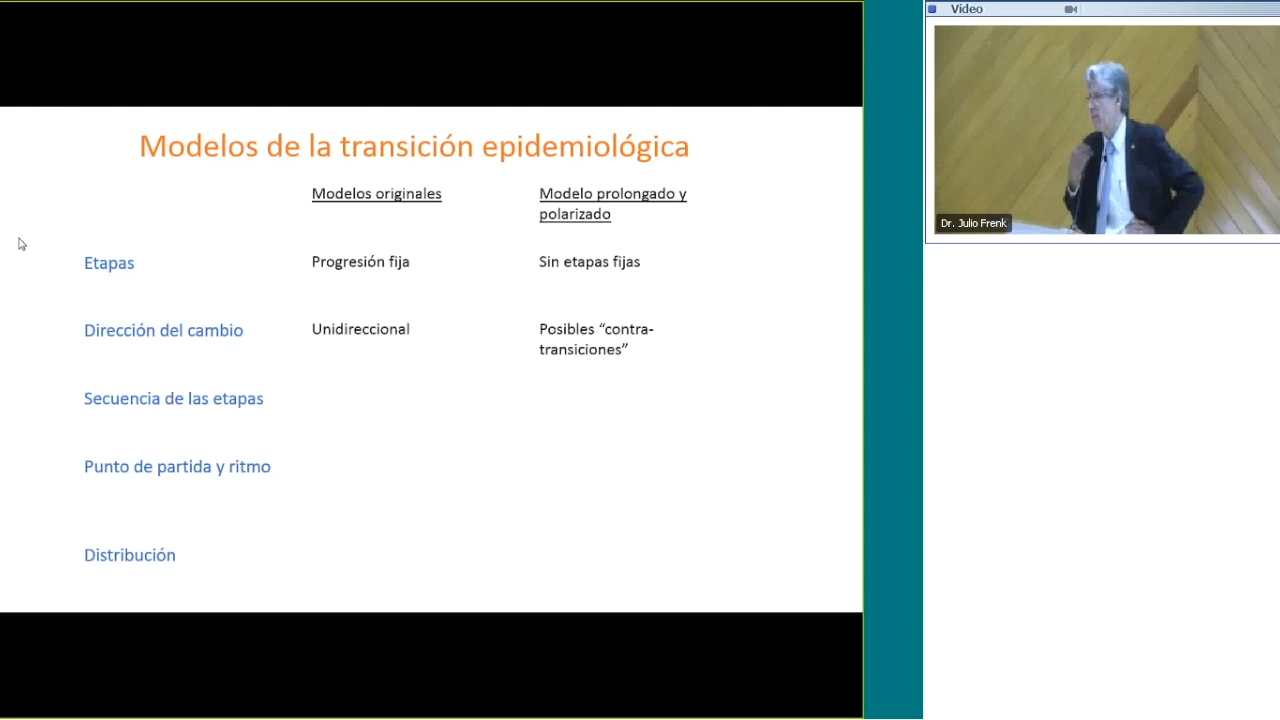 Modelos de la transición epidemiológica
Modelos originales
Modelo prolongado y
polarizado
Etapas
Progresión fija
Sin etapas fijas
Dirección del cambio
Unidireccional
Posibles “contra-
transiciones”
Secuencia de las etapas
Punto de partida y ritmo
Distribución
Vídeo
Dr. Julio Frenk